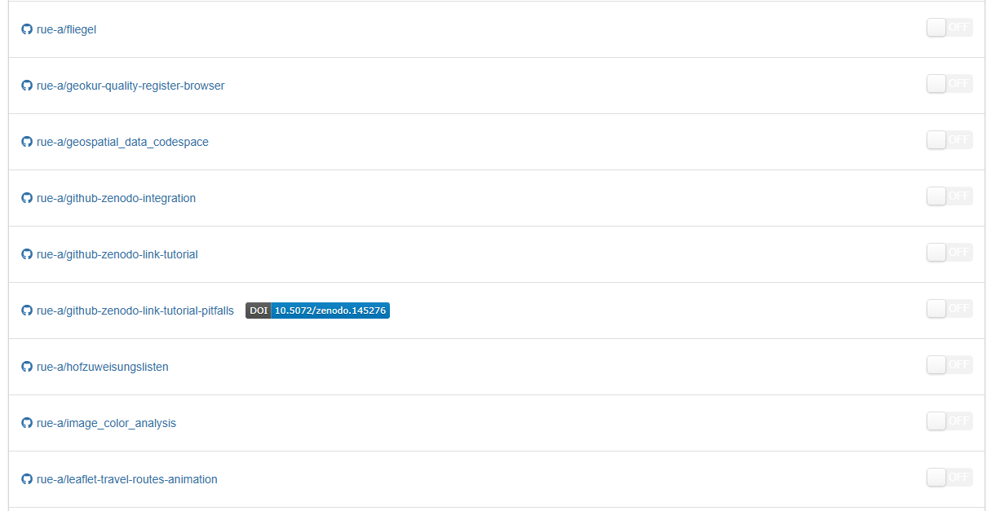 rue-a/fliegel OFF
rue-a/geokur-quality-register-browser OFF
rue-a/geospatial_data_codespace OFF
rue-a/github-zenodo-integration OFF
rue-a/github-zenodo-link-tutorial OFF
rue-a/github-zenodo-link-tutorial-pitfalls DOI 10.5072/zenodo.145276 OFF
rue-a/hofzuweisungslisten OFF
rue-a/image_color_analysis OFF
rue-a/leaflet-travel-routes-animation OFF